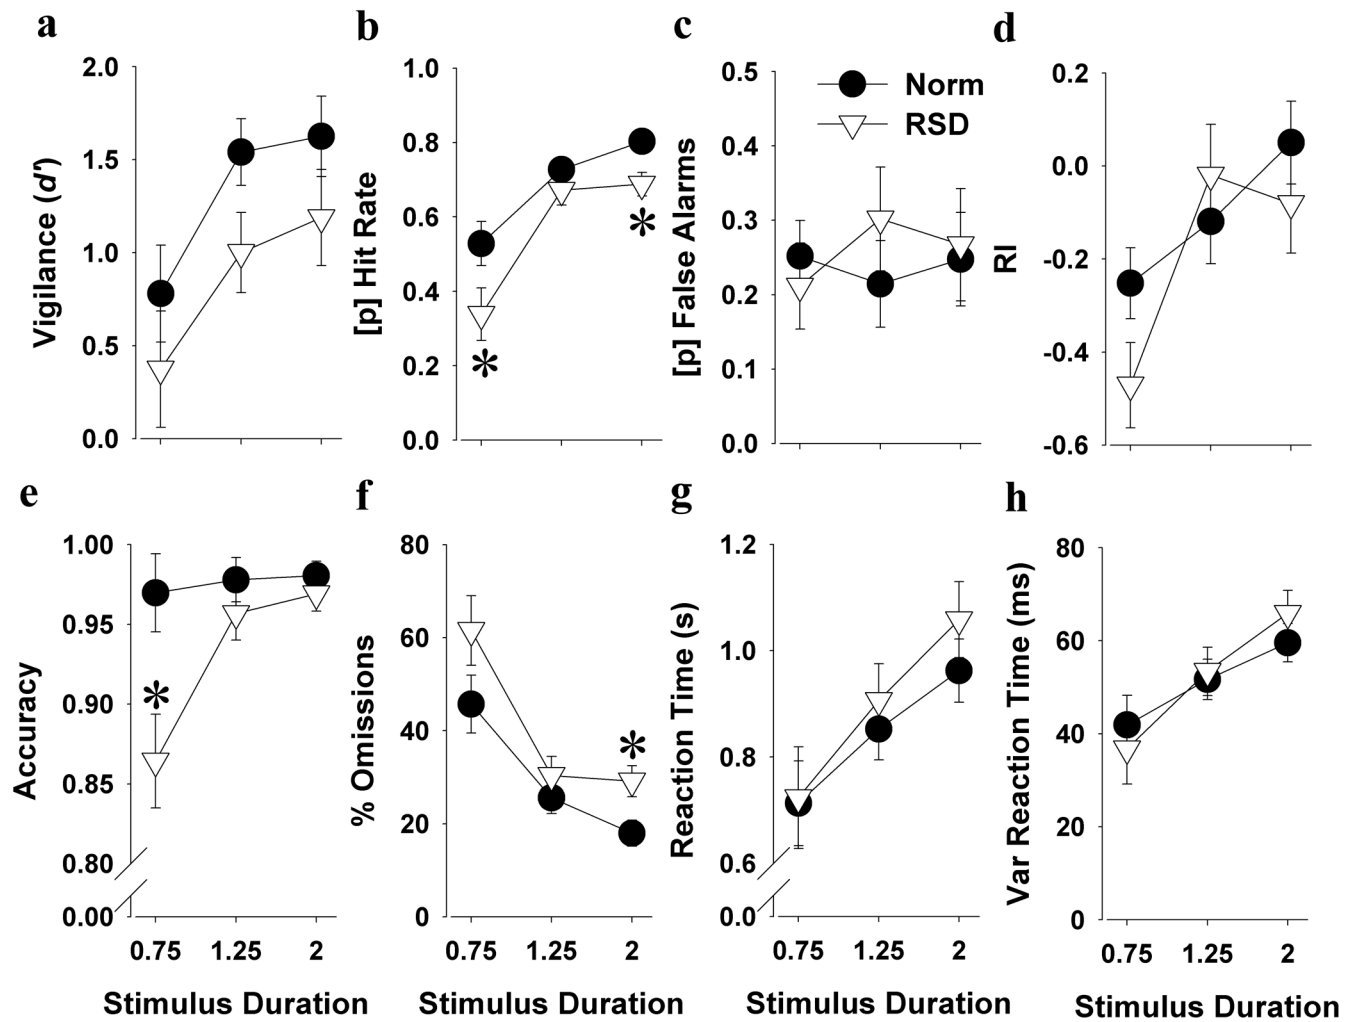 a
2.0
1.5
1.0
0.5
0.0
Vigilance (d')
b
1.0
0.8
0.6
0.4
0.2
0.0
[p] Hit Rate
*
*
c
0.5
0.4
0.3
0.2
0.1
0.0
[p] False Alarms
Norm
RSD
d
0.2
0.0
-0.2
-0.4
-0.6
RI
e
1.00
0.95
0.90
0.85
0.80
0.00
Accuracy
*
0.75 1.25 2
Stimulus Duration
f
80
60
40
20
0
% Omissions
*
0.75 1.25 2
Stimulus Duration
g
1.2
1.0
0.8
0.6
0.0
Reaction Time (s)
0.75 1.25 2
Stimulus Duration
h
80
60
40
20
0
Var Reaction Time (ms)
0.75 1.25 2
Stimulus Duration